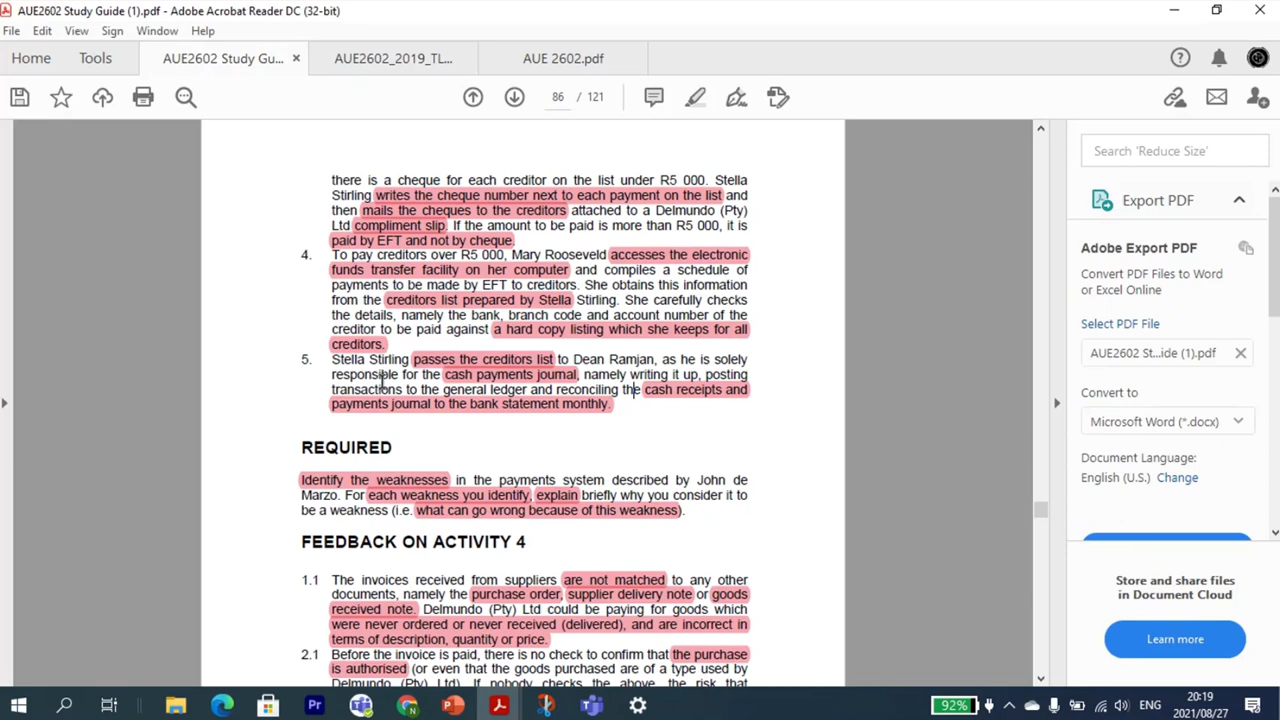 AUE2602 Study Guide (1).pdf - Adobe Acrobat Reader DC (32-bit)
File Edit View Sign Window Help
Home Tools AUE2602 Study Gu... × AUE2602_2019_TL... AUE 2602.pdf
86 / 121
there is a cheque for each creditor on the list under R5 000. Stella
Stirling writes the cheque number next to each payment on the list and
then mails the cheques to the creditors attached to a Delmundo (Pty)
Ltd compliment slip. If the amount to be paid is more than R5 000, it is
paid by EFT and not by cheque.
4. To pay creditors over R5 000, Mary Rooseveld accesses the electronic
funds transfer facility on her computer and compiles a schedule of
payments to be made by EFT to creditors. She obtains this information
from the creditors list prepared by Stella Stirling. She carefully checks
the details, namely the bank, branch code and account number of the
creditor to be paid against a hard copy listing which she keeps for all
creditors.
5. Stella Stirling passes the creditors list to Dean Ramjan, as he is solely
responsible for the cash payments journal, namely writing it up, posting
transactions to the general ledger and reconciling the cash receipts and
payments journal to the bank statement monthly.
REQUIRED
Identify the weaknesses in the payments system described by John de
Marzo. For each weakness you identify, explain briefly why you consider it to
be a weakness (i.e. what can go wrong because of this weakness).
FEEDBACK ON ACTIVITY 4
1.1 The invoices received from suppliers are not matched to any other
documents, namely the purchase order, supplier delivery note or goods
received note. Delmundo (Pty) Ltd could be paying for goods which
were never ordered or never received (delivered), and are incorrect in
terms of description, quantity or price.
2.1 Before the invoice is paid, there is no check to confirm that the purchase
is authorised (or even that the goods purchased are of a type used by
Delmundo (Pty) Ltd). If nobody checks the above, the risk that
Search 'Reduce Size'
Export PDF
Adobe Export PDF
Convert PDF Files to Word
or Excel Online
Select PDF File
AUE2602 St...ide (1).pdf
Convert to
Microsoft Word (*.docx)
Document Language:
English (U.S.) Change
Store and share files
in Document Cloud
Learn more
92% ENG 20:19
2021/08/27